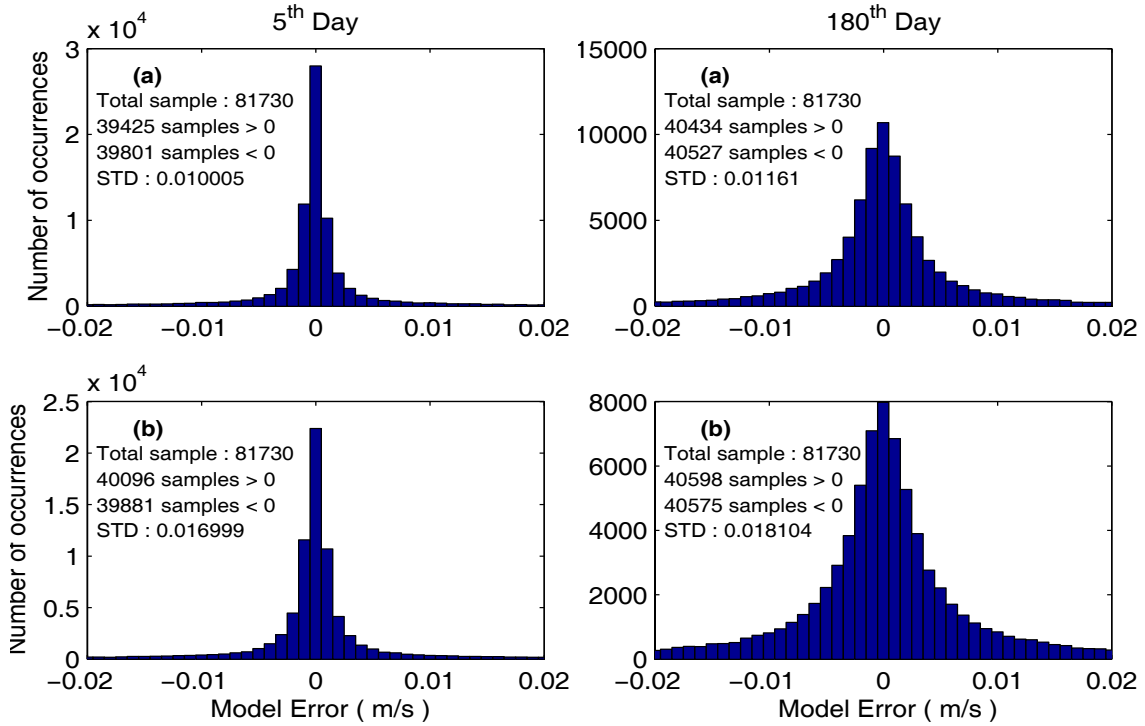 5th Day
x 10^4
3
2
1
0
Number of occurrences
(a)
Total sample : 81730
39425 samples > 0
39801 samples < 0
STD : 0.010005
−0.02 −0.01 0 0.01 0.02
180th Day
15000
10000
5000
0
(a)
Total sample : 81730
40434 samples > 0
40527 samples < 0
STD : 0.01161
−0.02 −0.01 0 0.01 0.02
x 10^4
2.5
2
1.5
1
0.5
0
Number of occurrences
(b)
Total sample : 81730
40096 samples > 0
39881 samples < 0
STD : 0.016999
−0.02 −0.01 0 0.01 0.02
Model Error ( m/s )
8000
6000
4000
2000
0
(b)
Total sample : 81730
40598 samples > 0
40575 samples < 0
STD : 0.018104
−0.02 −0.01 0 0.01 0.02
Model Error ( m/s )